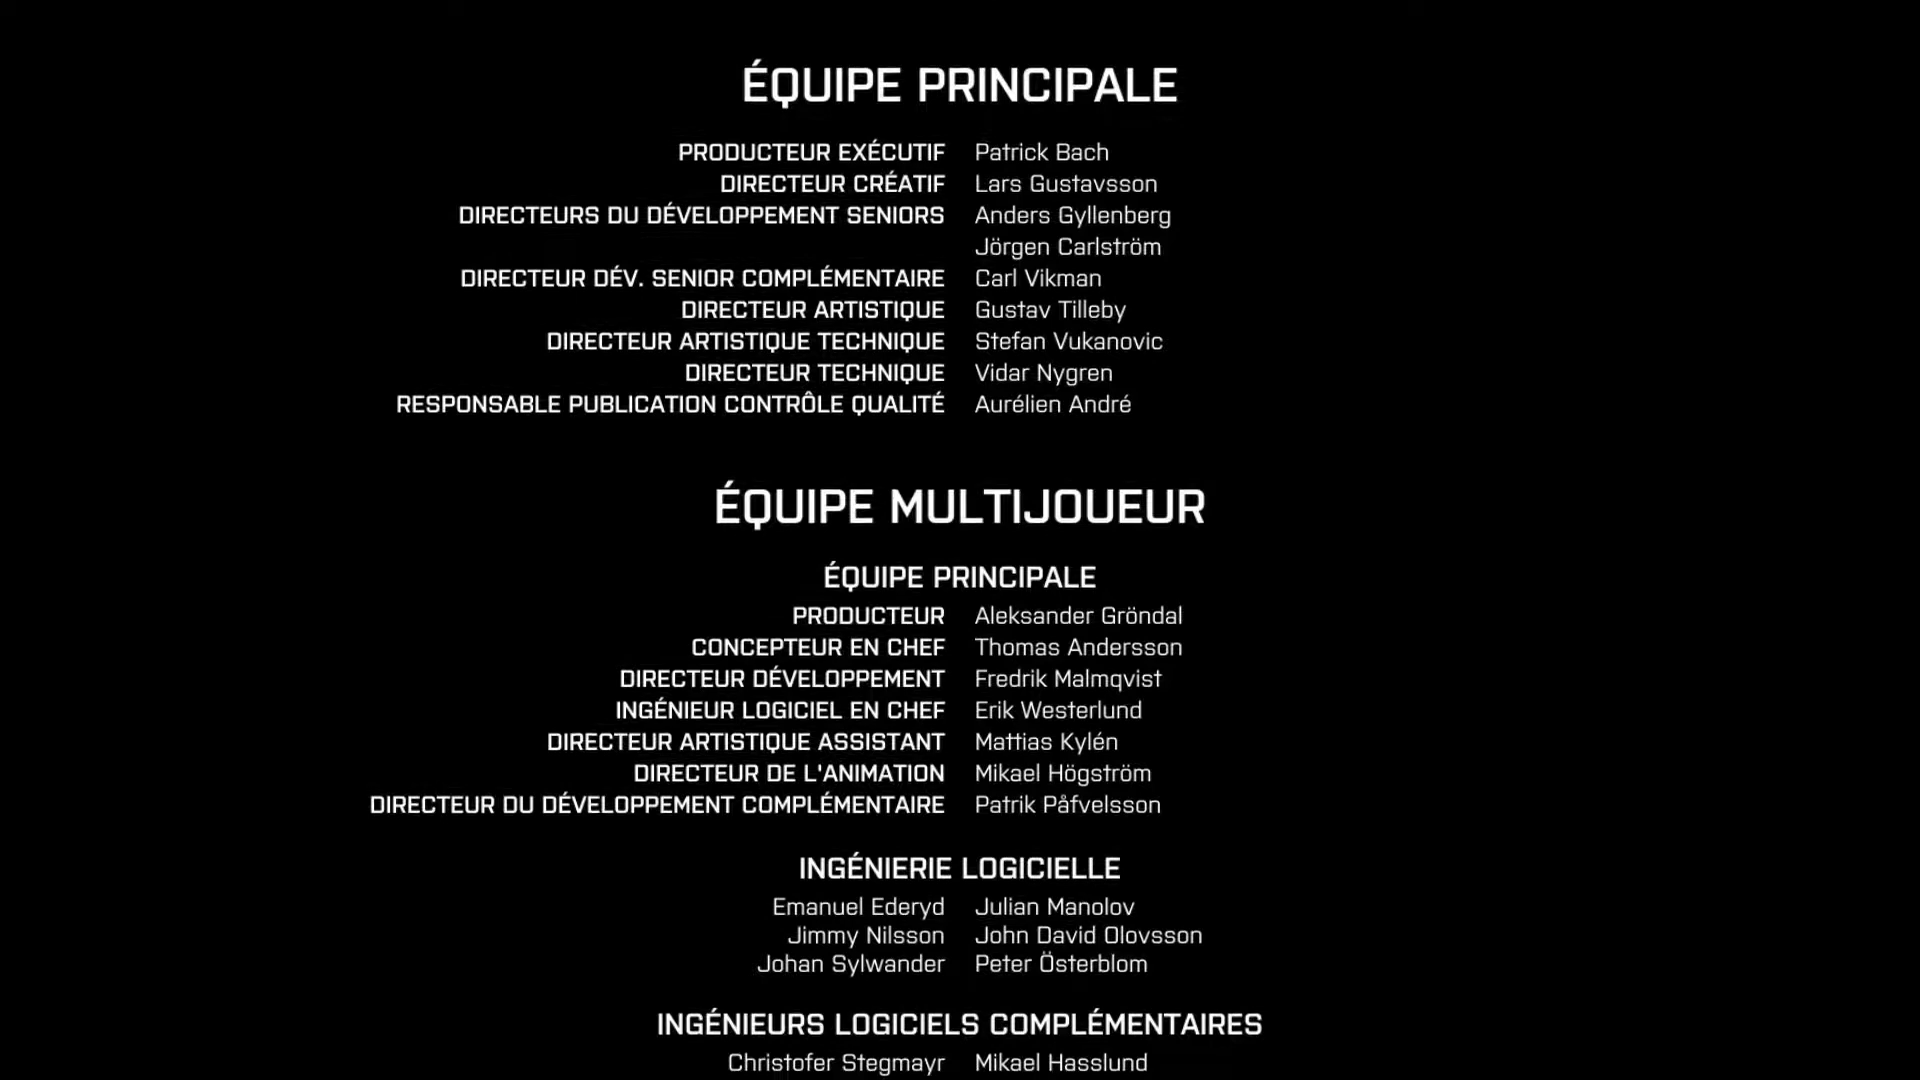 ÉQUIPE PRINCIPALE
PRODUCTEUR EXÉCUTIF Patrick Bach
DIRECTEUR CRÉATIF Lars Gustavsson
DIRECTEURS DU DÉVELOPPEMENT SENIORS Anders Gyllenberg
Jörgen Carlström
DIRECTEUR DÉV. SENIOR COMPLÉMENTAIRE Carl Vikman
DIRECTEUR ARTISTIQUE Gustav Tilleby
DIRECTEUR ARTISTIQUE TECHNIQUE Stefan Vukanovic
DIRECTEUR TECHNIQUE Vidar Nygren
RESPONSABLE PUBLICATION CONTRÔLE QUALITÉ Aurélien André
ÉQUIPE MULTIJOUEUR
ÉQUIPE PRINCIPALE
PRODUCTEUR Aleksander Gröndal
CONCEPTEUR EN CHEF Thomas Andersson
DIRECTEUR DÉVELOPPEMENT Fredrik Malmqvist
INGÉNIEUR LOGICIEL EN CHEF Erik Westerlund
DIRECTEUR ARTISTIQUE ASSISTANT Mattias Kylén
DIRECTEUR DE L'ANIMATION Mikael Högström
DIRECTEUR DU DÉVELOPPEMENT COMPLÉMENTAIRE Patrik Påfvelsson
INGÉNIERIE LOGICIELLE
Emanuel Ederyd Julian Manolov
Jimmy Nilsson John David Olovsson
Johan Sylwander Peter Österblom
INGÉNIEURS LOGICIELS COMPLÉMENTAIRES
Christofer Stegmayr Mikael Hasslund